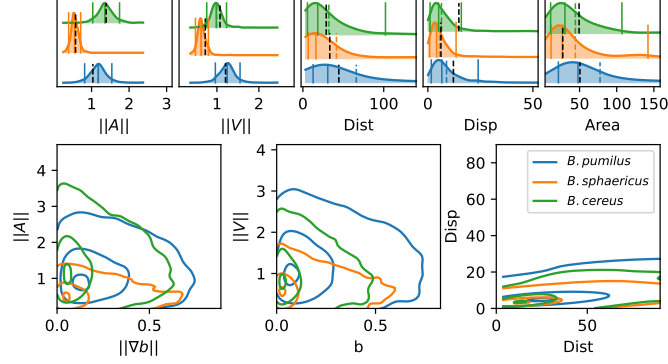 1 2 3
1 2
0 100
0 50
0 50 100 150
||A||
||V||
Dist
Disp
Area
4
3
2
1
||A||
0.0 0.5
||∇b||
4
3
2
1
0
||V||
0.0 0.5
b
80
60
40
20
0
Disp
0 50
Dist
B. pumilus
B. sphaericus
B. cereus